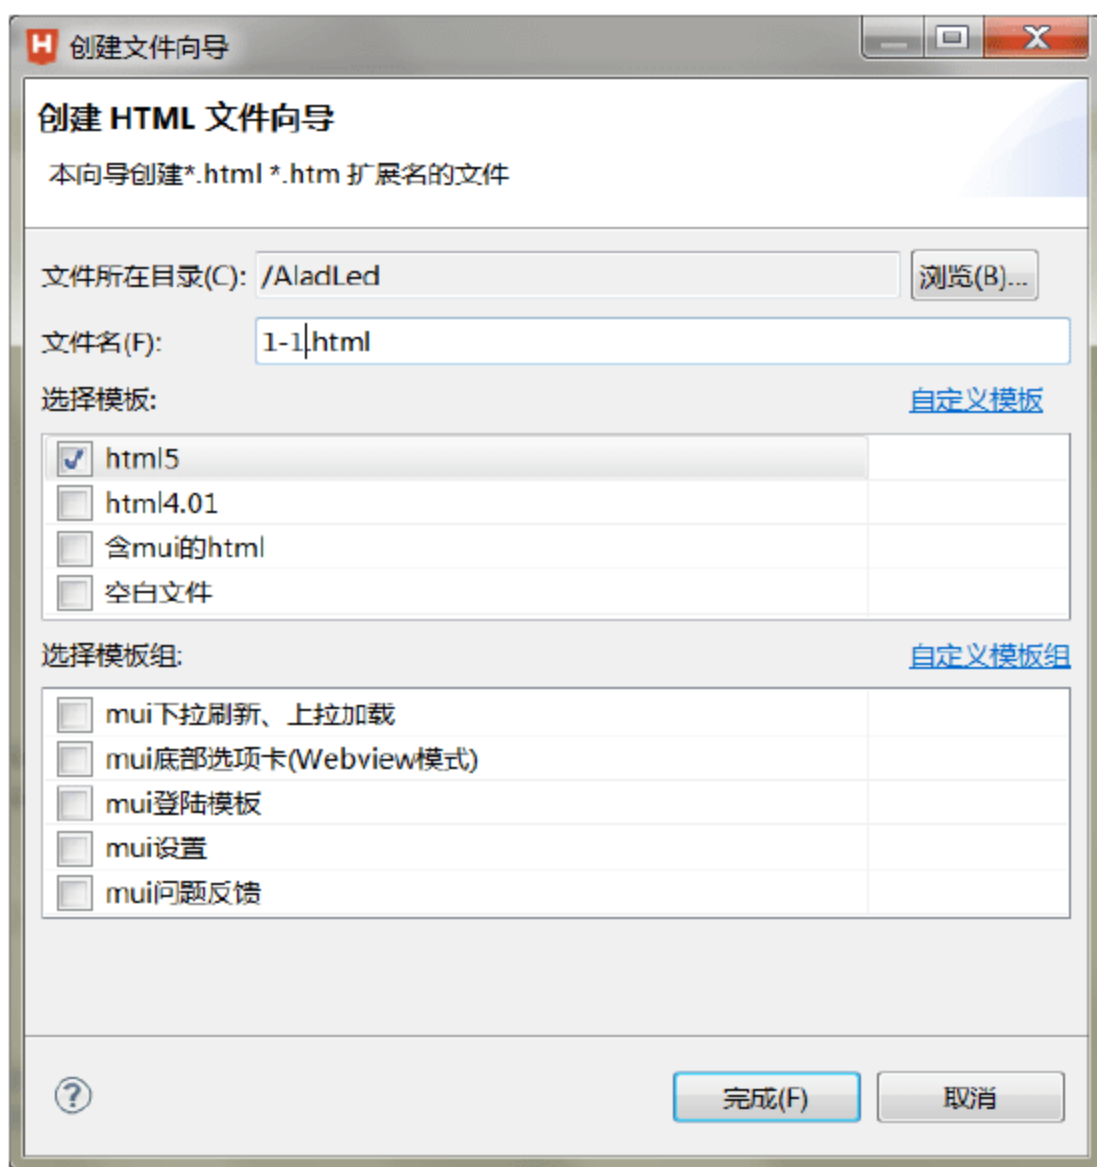 H 创建文件向导
创建 HTML 文件向导
本向导创建*.html *.htm 扩展名的文件
文件所在目录(C): /AladLed 浏览(B)...
文件名(F): 1-1.html
选择模板: 自定义模板
html5
html4.01
含mui的html
空白文件
选择模板组: 自定义模板组
mui下拉刷新、上拉加载
mui底部选项卡(Webview模式)
mui登陆模板
mui设置
mui问题反馈
? 完成(F) 取消